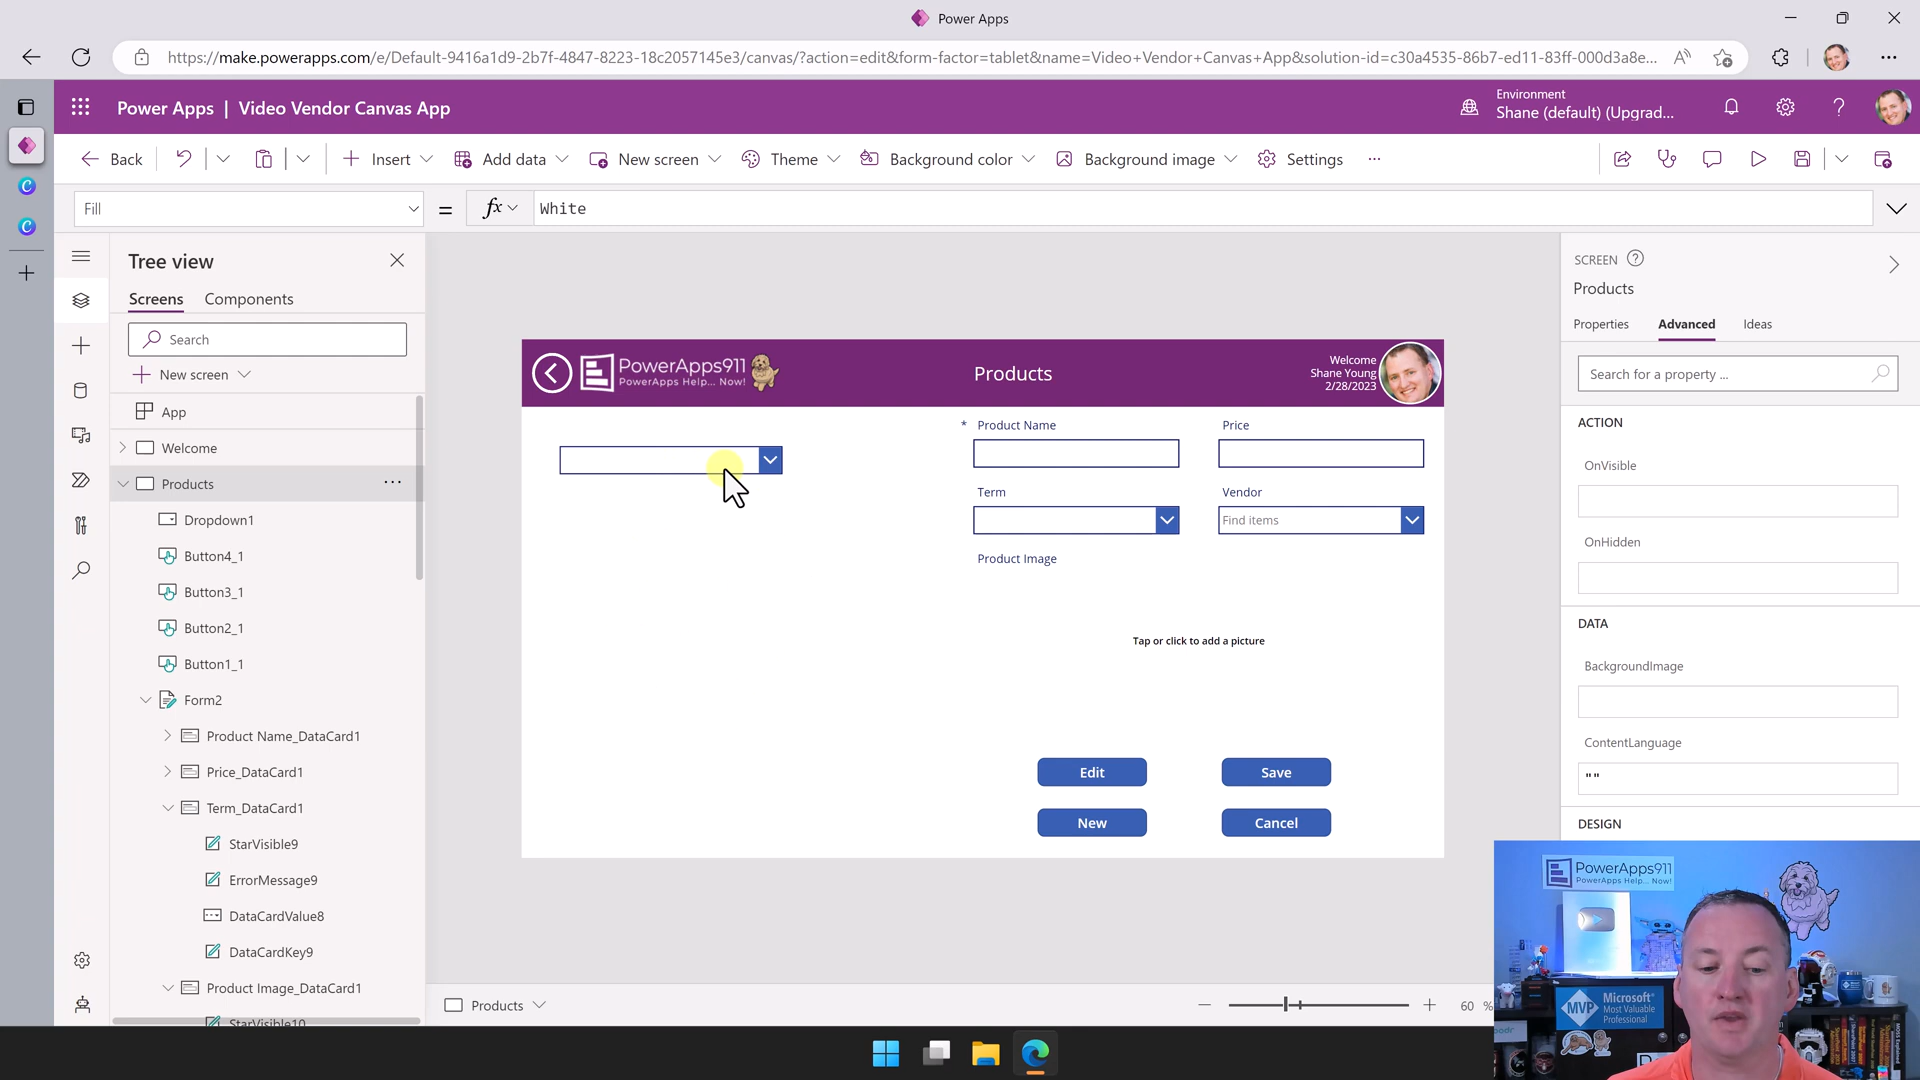 Power Apps
https://make.powerapps.com/e/Default-9416a1d9-2b7f-4847-8223-18c2057145e3/canvas/?action=edit&form-factor=tablet&name=Video+Vendor+Canvas+App&solution-id=c30a4535-86b7-ed11-83ff-000d3a8e...
Power Apps | Video Vendor Canvas App
Environment
Shane (default) (Upgrad...
Back
Insert
Add data
New screen
Theme
Background color
Background image
Settings
Fill
=
fx
White
Tree view
Screens
Components
Search
New screen
App
Welcome
Products
Dropdown1
Button4_1
Button3_1
Button2_1
Button1_1
Form2
Product Name_DataCard1
Price_DataCard1
Term_DataCard1
StarVisible9
ErrorMessage9
DataCardValue8
DataCardKey9
Product Image_DataCard1
StarVisible10
PowerApps911
PowerApps Help... Now!
Products
Welcome
Shane Young
2/28/2023
* Product Name
Price
Term
Vendor
Find items
Product Image
Tap or click to add a picture
Edit
Save
New
Cancel
Products
60 %
SCREEN
Products
Properties
Advanced
Ideas
Search for a property ...
ACTION
OnVisible
OnHidden
DATA
BackgroundImage
ContentLanguage
""
DESIGN
PowerApps911
PowerApps Help... Now!
MVP
Microsoft
Most Valuable
Professional